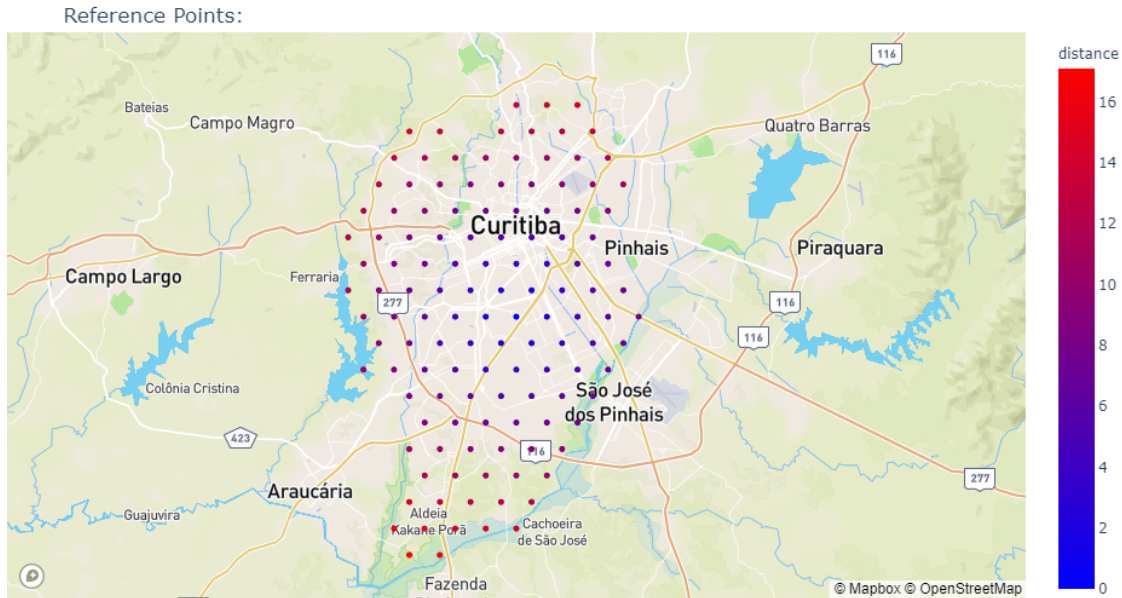 Reference Points:
116
distance
Bateias
Campo Magro
Quatro Barras
16
14
Curitiba
Pinhais
Piraquara
12
Campo Largo
Ferraria
277
116
10
116
8
Colônia Cristina
São José
dos Pinhais
6
423
116
4
Araucária
277
Guajuvira
Aldeia
Kakane Porã
Cachoeira
de São José
2
Fazenda
0
© Mapbox © OpenStreetMap